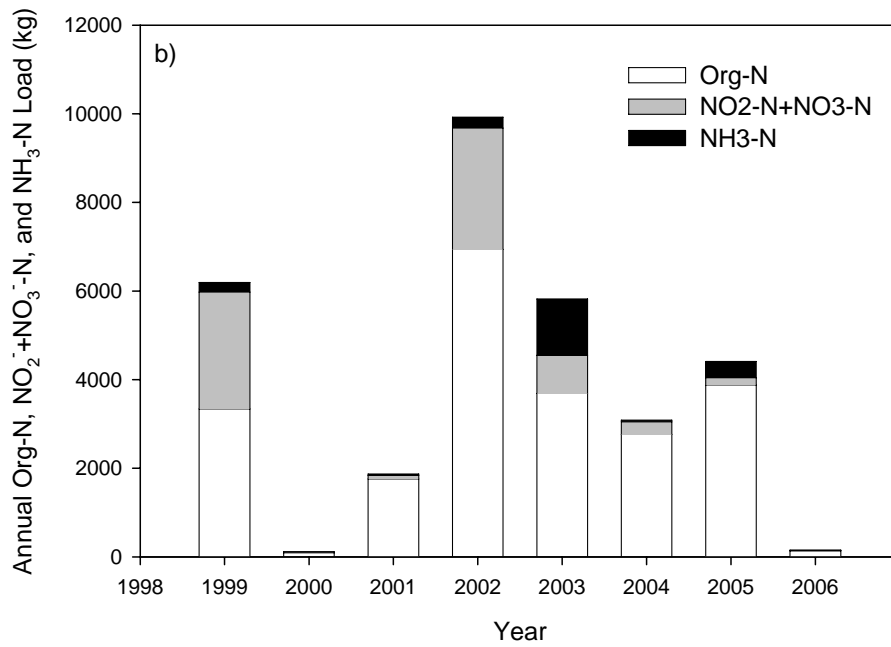 b)
12000
10000
8000
6000
4000
2000
0
Annual Org-N, NO₂⁻+NO₃⁻-N, and NH₃-N Load (kg)
Org-N
NO2-N+NO3-N
NH3-N
1998 1999 2000 2001 2002 2003 2004 2005 2006
Year